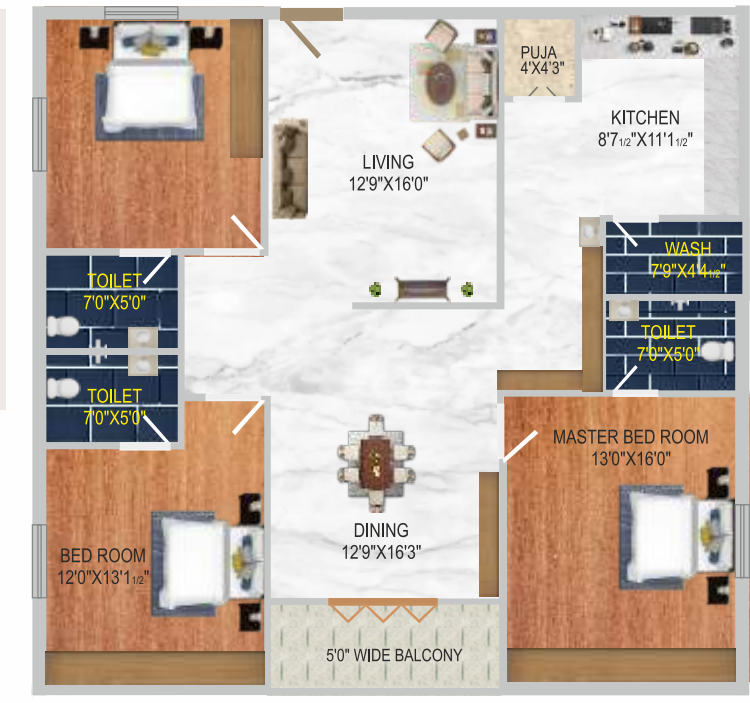 PUJA
4'X4'3"
KITCHEN
8'7 1/2"X11'1 1/2"
LIVING
12'9"X16'0"
WASH
7'9"X4'4 1/2"
TOILET
7'0"X5'0"
TOILET
7'0"X5'0"
TOILET
7'0"X5'0"
MASTER BED ROOM
13'0"X16'0"
DINING
12'9"X16'3"
BED ROOM
12'0"X13'1 1/2"
5'0" WIDE BALCONY